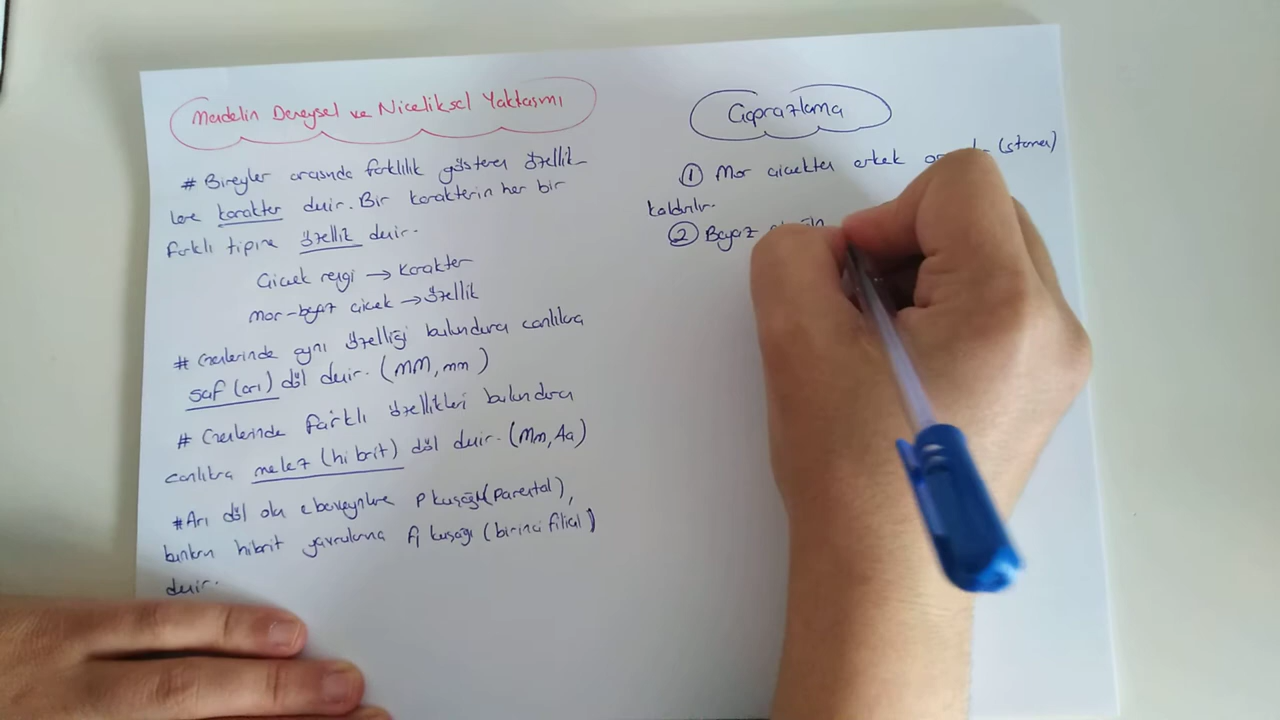 Mendelin Deneysel ve Niceliksel Yaklaşımı
# Bireyler arasında farklılık gösteren özellik-
lere karakter denir. Bir karakterin her bir
farklı tipine özellik denir.
Çiçek rengi → Karakter
mor-beyaz çiçek → özellik
# Genlerinde aynı özelliği bulunduran canlılara
saf (arı) döl denir. (MM, mm)
# Genlerinde farklı özellikleri bulunduran
canlılara melez (hibrit) döl denir. (Mm, Aa)
# Arı döl olan ebeveynlere P kuşağı (parental),
bunların hibrit yavrularına F₁ kuşağı (birinci filial)
denir.
Çaprazlama
① Mor çiçekten erkek (stamen)
kaldırılır.
② Beyaz